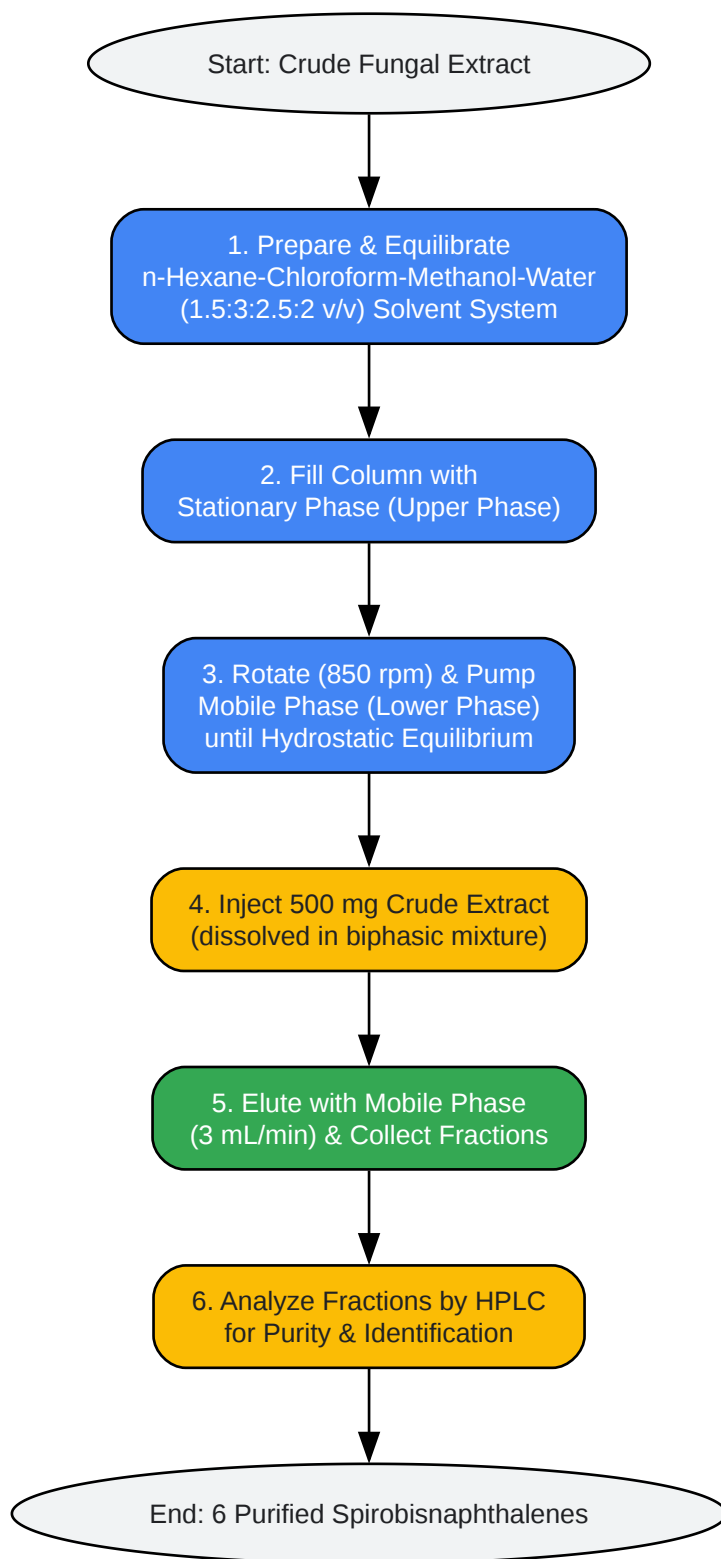 Start: Crude Fungal Extract
1. Prepare & Equilibrate
n-Hexane-Chloroform-Methanol-Water
(1.5:3:2.5:2 v/v) Solvent System
2. Fill Column with
Stationary Phase (Upper Phase)
3. Rotate (850 rpm) & Pump
Mobile Phase (Lower Phase)
until Hydrostatic Equilibrium
4. Inject 500 mg Crude Extract
(dissolved in biphasic mixture)
5. Elute with Mobile Phase
(3 mL/min) & Collect Fractions
6. Analyze Fractions by HPLC
for Purity & Identification
End: 6 Purified Spirobisnaphthalenes